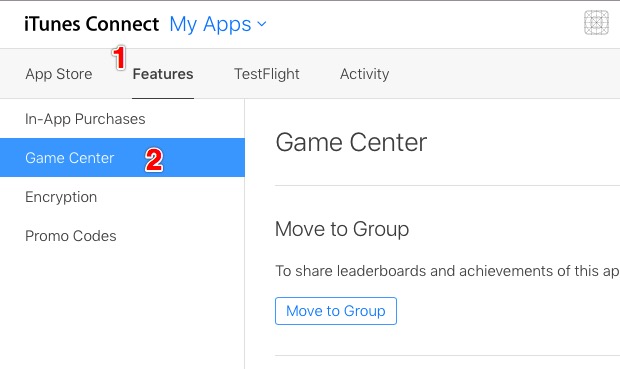 iTunes Connect My Apps
1
App Store Features TestFlight Activity
In-App Purchases
Game Center
2
Encryption
Promo Codes
Game Center
Move to Group
To share leaderboards and achievements of this ap
Move to Group